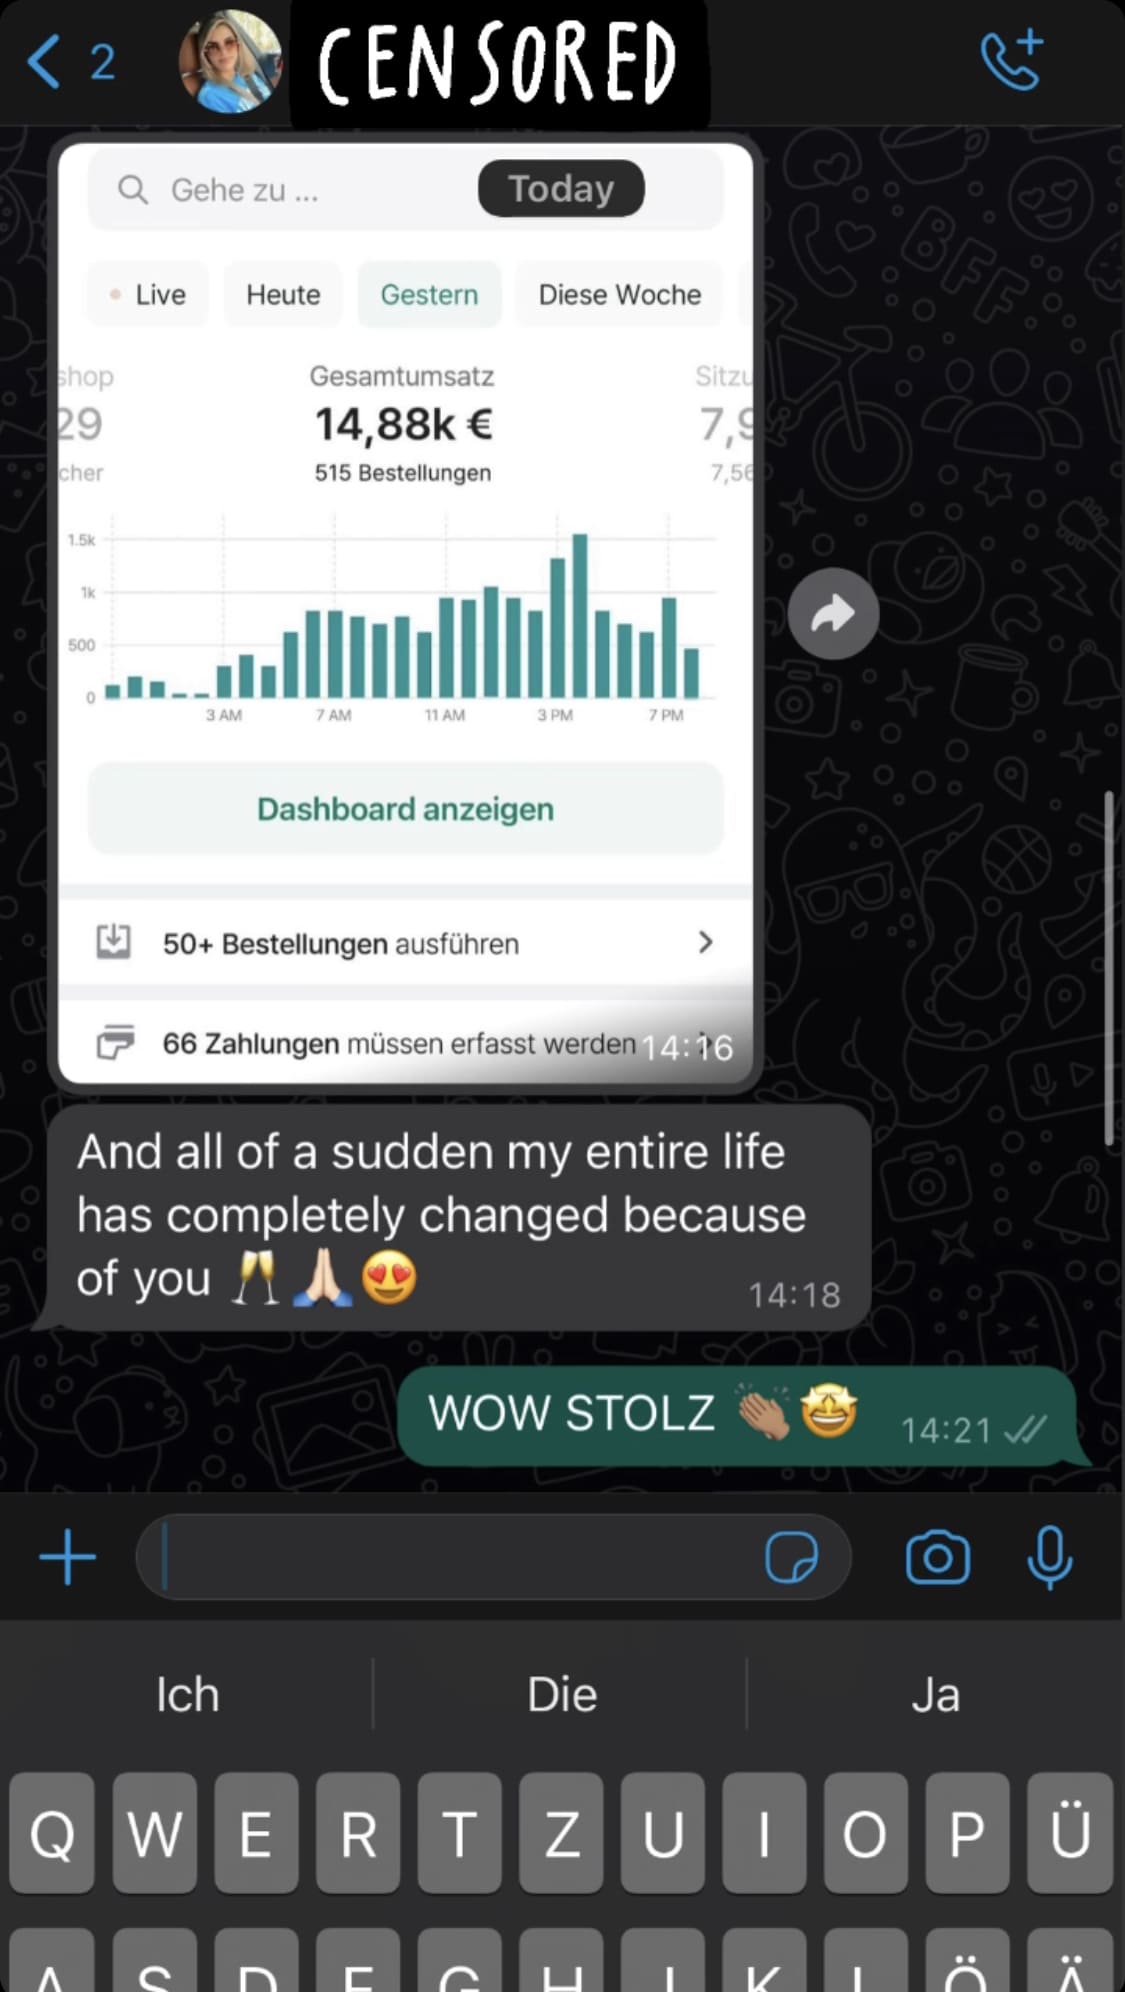 2
CENSORED
Gehe zu ...
Today
Live Heute Gestern Diese Woche
shop Gesamtumsatz Sitzu
29 14,88k € 7,9
cher 515 Bestellungen 7,56
1.5k
1k
500
0
3 AM 7 AM 11 AM 3 PM 7 PM
Dashboard anzeigen
50+ Bestellungen ausführen
66 Zahlungen müssen erfasst werden 14:16
And all of a sudden my entire life
has completely changed because
of you 🥂🙏🏻😍 14:18
WOW STOLZ 👏🏽🤩 14:21
Ich Die Ja
Q W E R T Z U I O P Ü
A S D F G H J K L Ö Ä